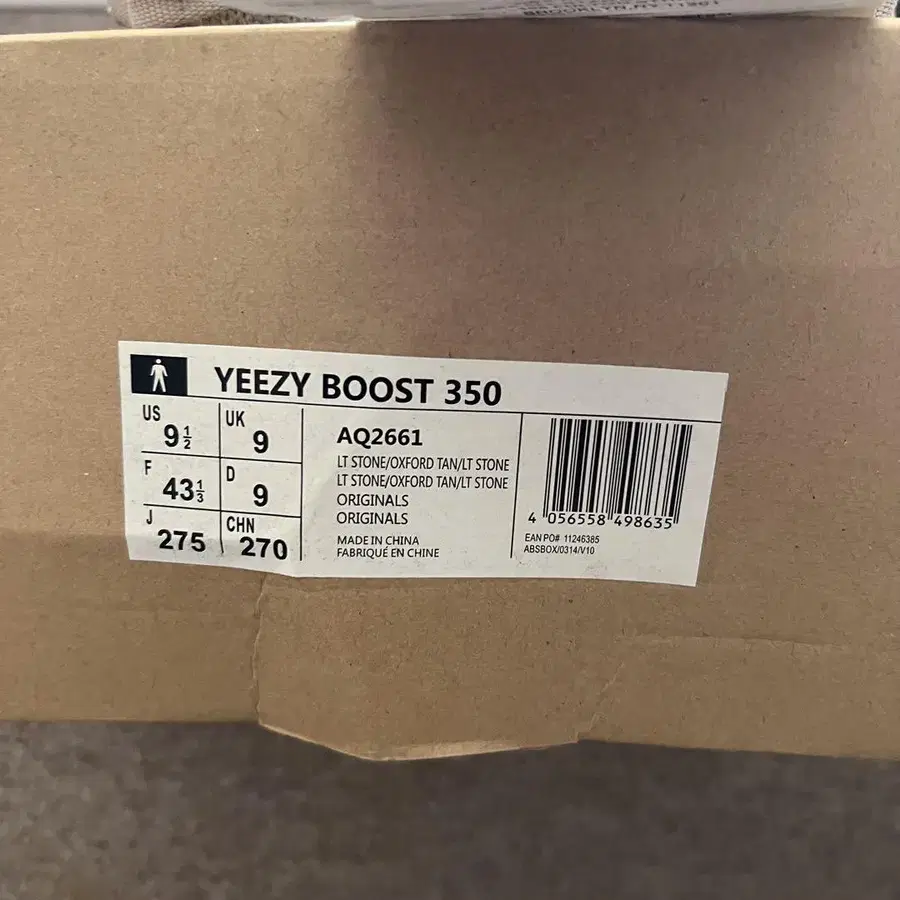 YEEZY BOOST 350
US 9½
UK 9
F 43⅓
D 9
J 275
CHN 270
AQ2661
LT STONE/OXFORD TAN/LT STONE
LT STONE/OXFORD TAN/LT STONE
ORIGINALS
ORIGINALS
MADE IN CHINA
FABRIQUÉ EN CHINE
4 056558 498635
EAN PO# 11246385
ABSBOX/0314/V10